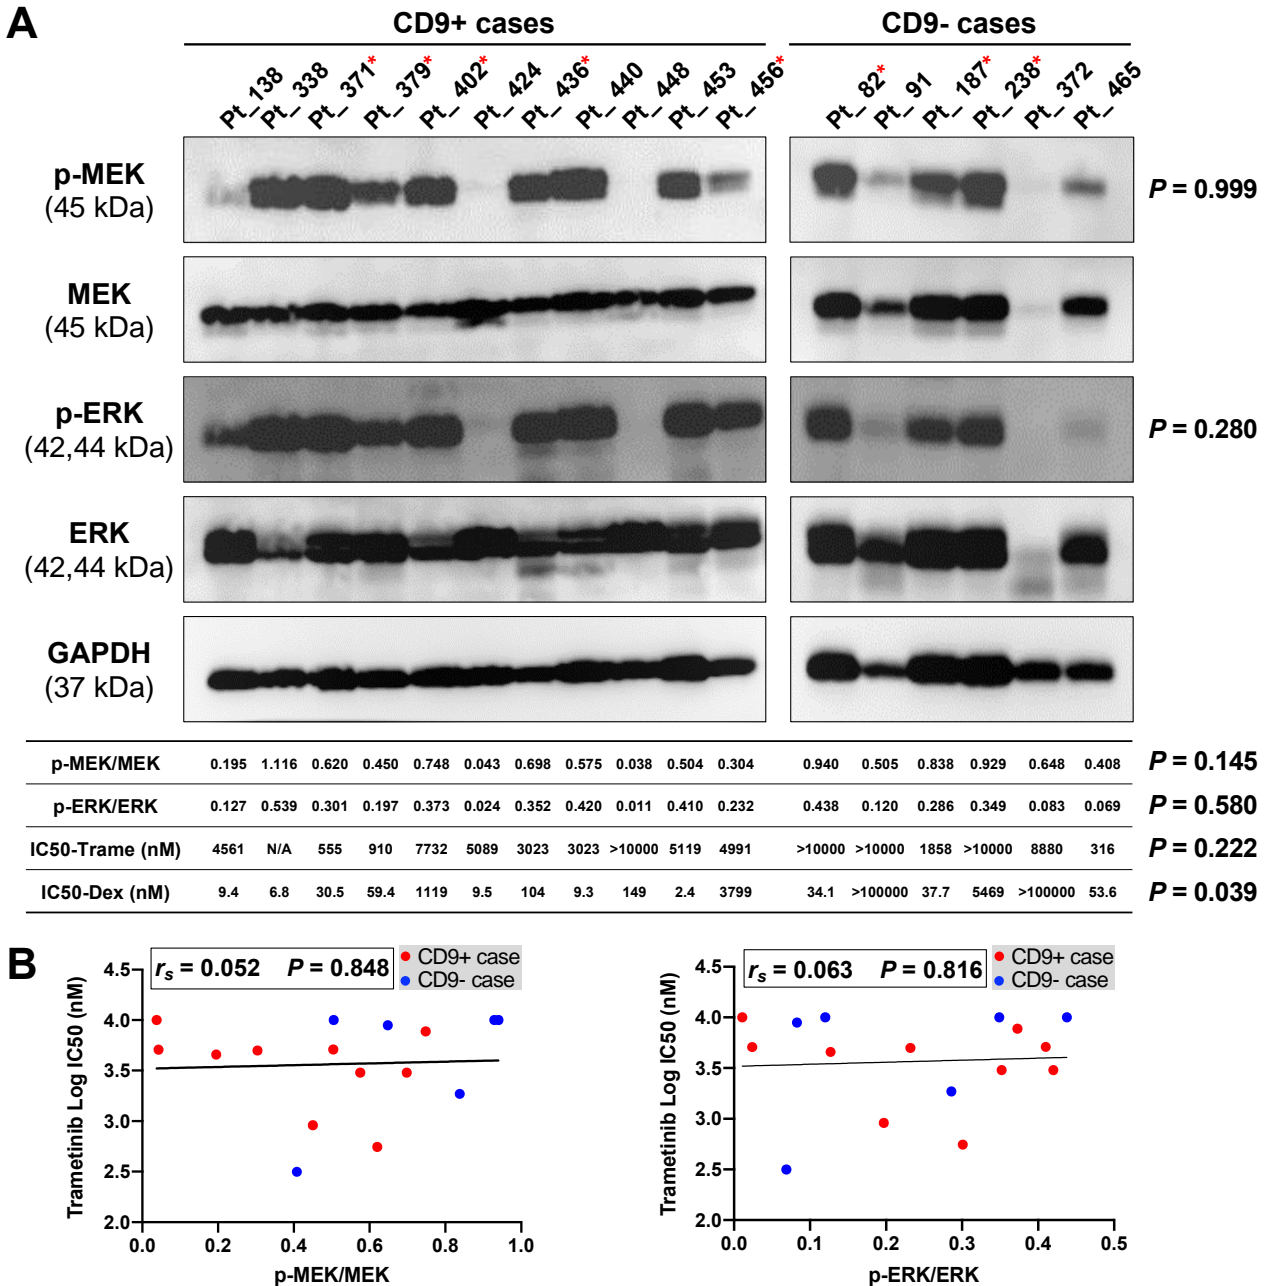 A
CD9+ cases
CD9- cases
Pt_138 Pt_338 Pt_371* Pt_379* Pt_402* Pt_424 Pt_436* Pt_440 Pt_448 Pt_453 Pt_456* Pt_82* Pt_91 Pt_187* Pt_238* Pt_372 Pt_465
p-MEK
(45 kDa)
P = 0.999
MEK
(45 kDa)
p-ERK
(42,44 kDa)
P = 0.280
ERK
(42,44 kDa)
GAPDH
(37 kDa)
p-MEK/MEK 0.195 1.116 0.620 0.450 0.748 0.043 0.698 0.575 0.038 0.504 0.304 0.940 0.505 0.838 0.929 0.648 0.408 P = 0.145
p-ERK/ERK 0.127 0.539 0.301 0.197 0.373 0.024 0.352 0.420 0.011 0.410 0.232 0.438 0.120 0.286 0.349 0.083 0.069 P = 0.580
IC50-Trame (nM) 4561 N/A 555 910 7732 5089 3023 3023 >10000 5119 4991 >10000 >10000 1858 >10000 8880 316 P = 0.222
IC50-Dex (nM) 9.4 6.8 30.5 59.4 1119 9.5 104 9.3 149 2.4 3799 34.1 >100000 37.7 5469 >100000 53.6 P = 0.039
B
rs = 0.052 P = 0.848
CD9+ case
CD9- case
Trametinib Log IC50 (nM)
4.5
4.0
3.5
3.0
2.5
2.0
0.0 0.2 0.4 0.6 0.8 1.0
p-MEK/MEK
rs = 0.063 P = 0.816
CD9+ case
CD9- case
Trametinib Log IC50 (nM)
4.5
4.0
3.5
3.0
2.5
2.0
0.0 0.1 0.2 0.3 0.4 0.5
p-ERK/ERK